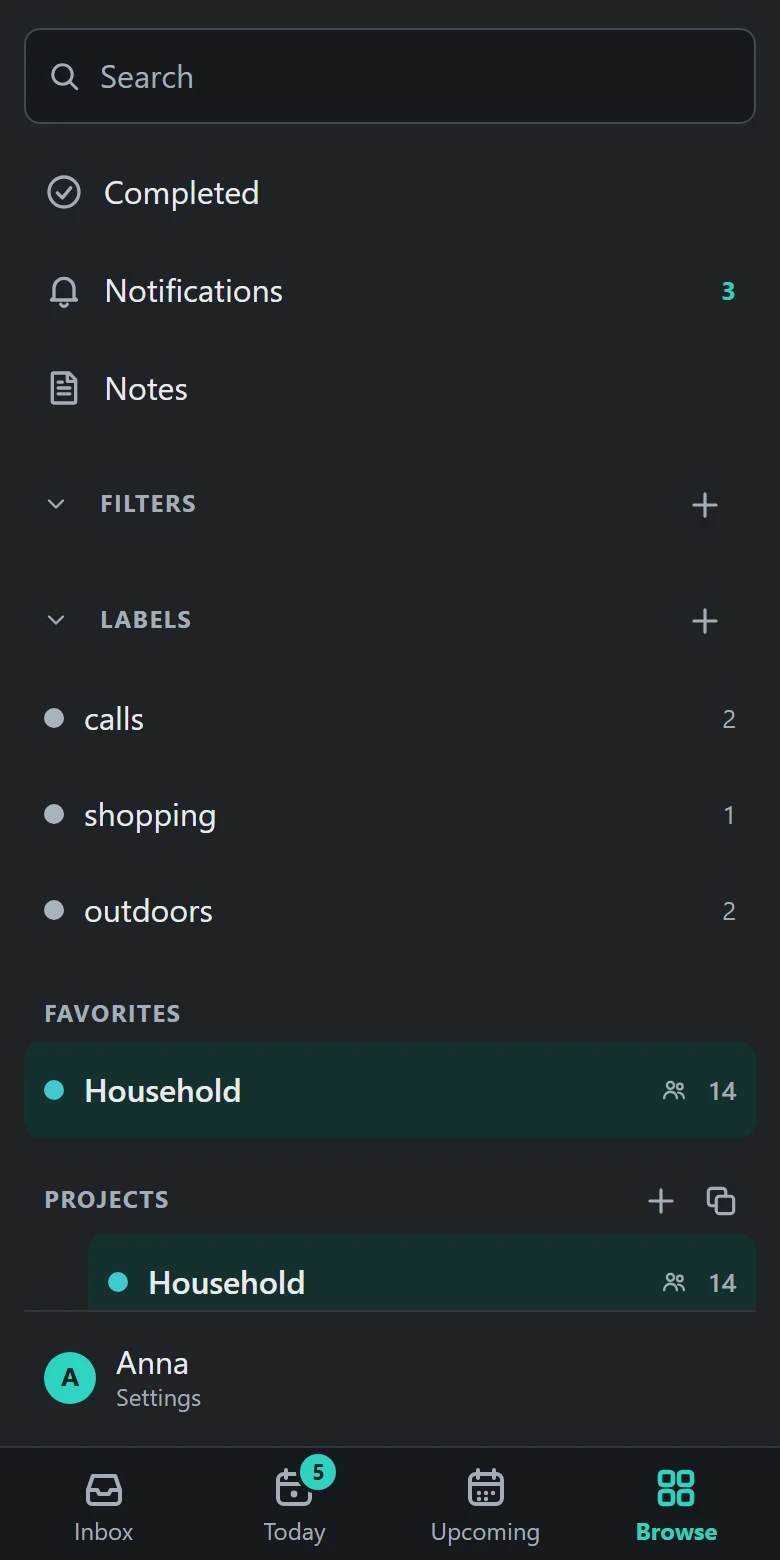 Search
Completed
Notifications 3
Notes
FILTERS
LABELS
calls 2
shopping 1
outdoors 2
FAVORITES
Household 14
PROJECTS
Household 14
A
Anna
Settings
5
Inbox Today Upcoming Browse